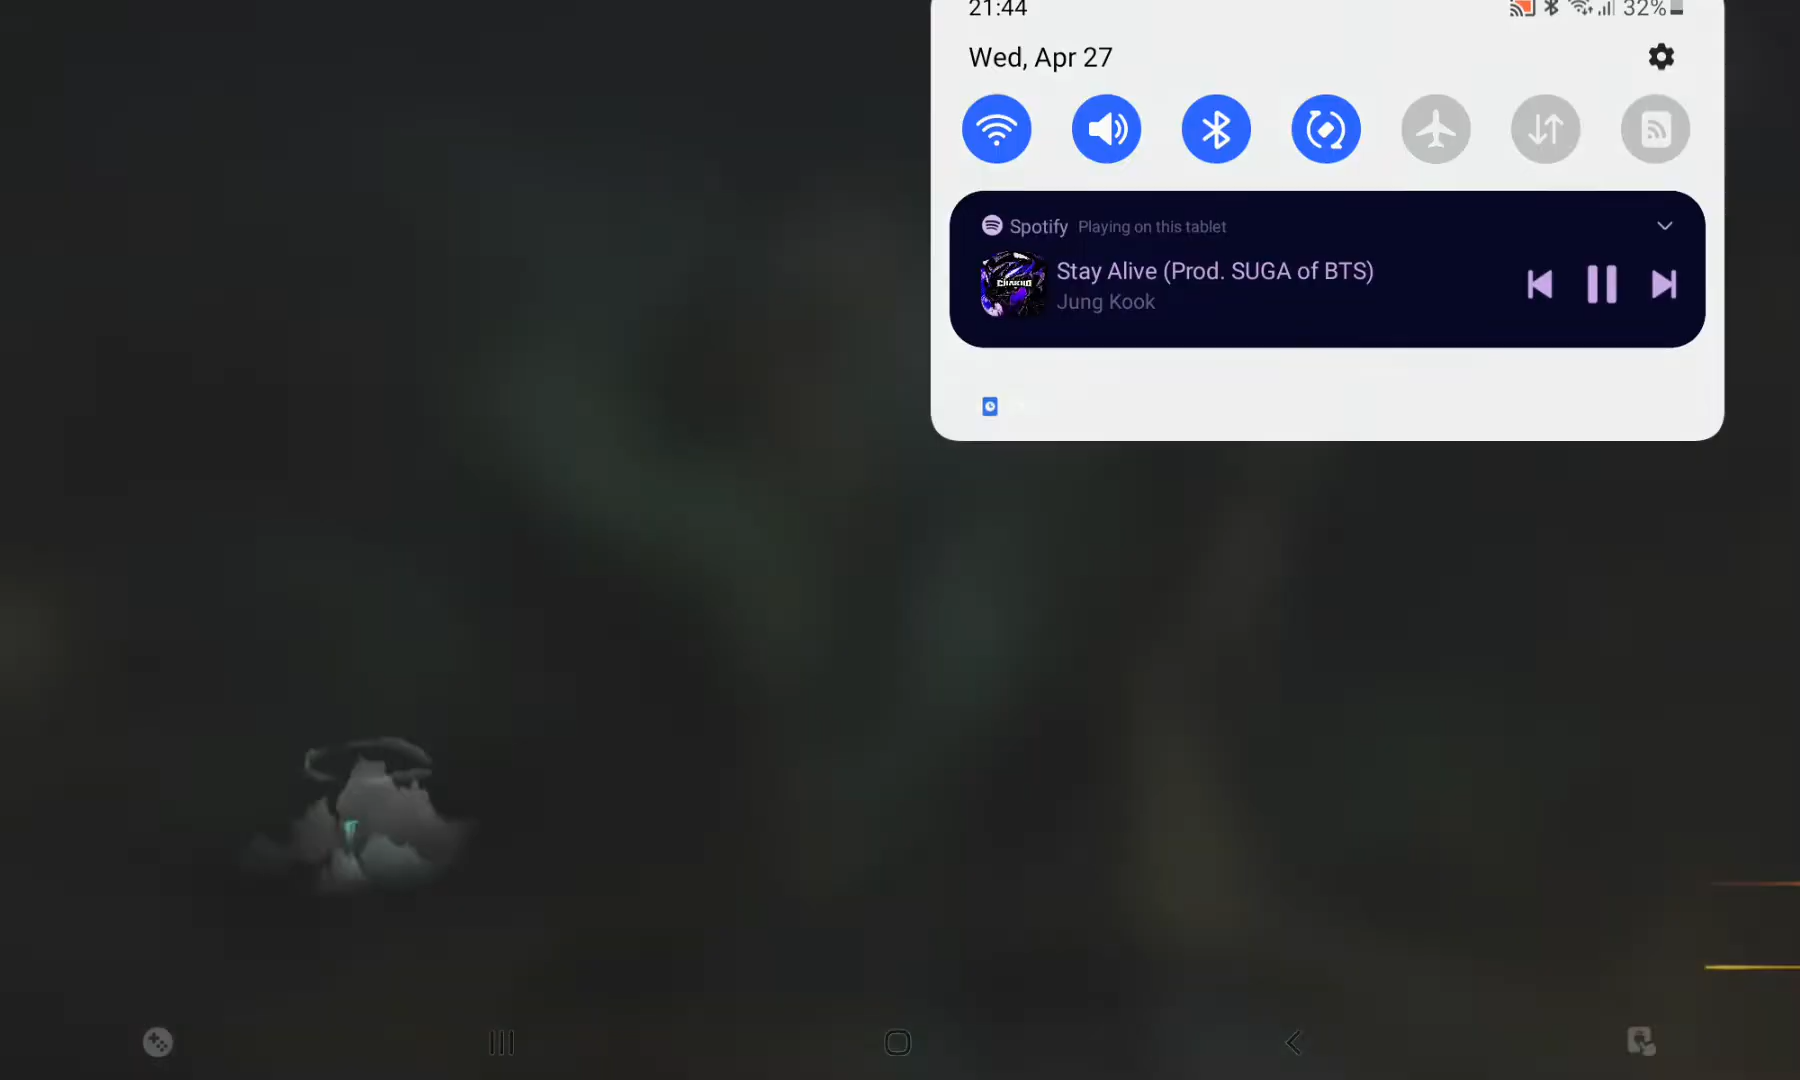 21:44
32%
Wed, Apr 27
Spotify Playing on this tablet
Stay Alive (Prod. SUGA of BTS)
Jung Kook
CHAKHO